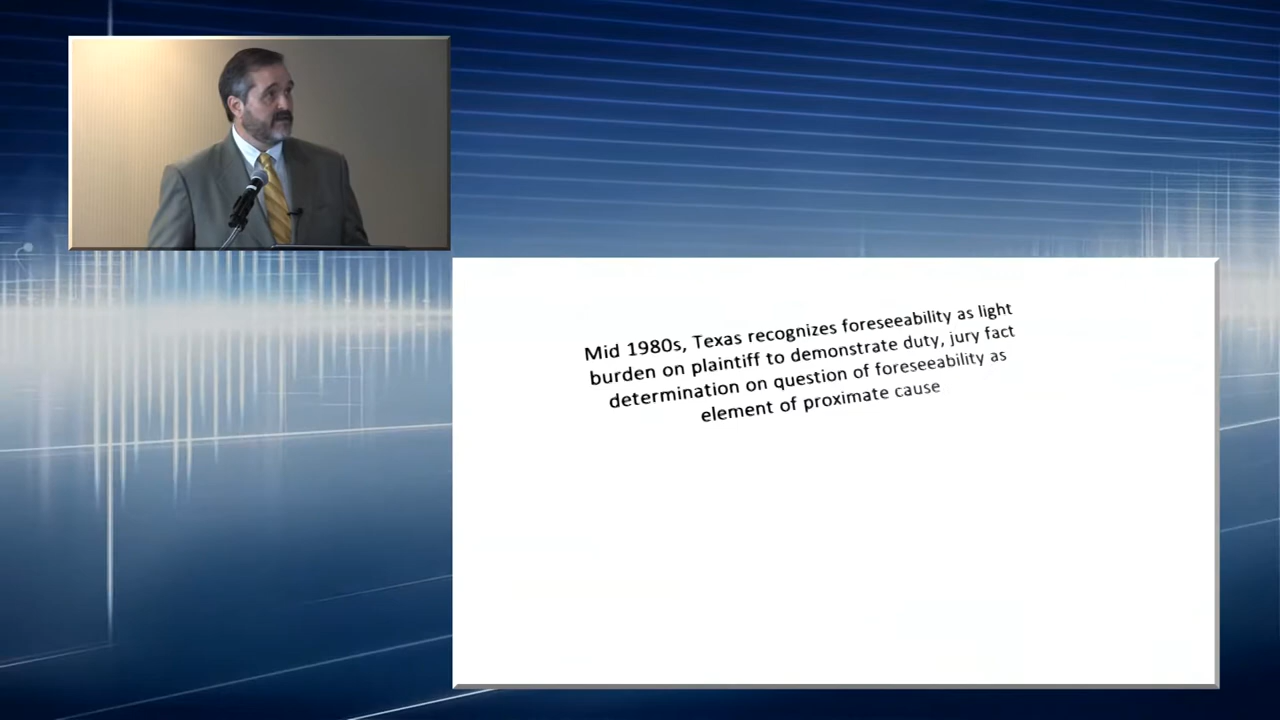 Mid 1980s, Texas recognizes foreseeability as light
burden on plaintiff to demonstrate duty, jury fact
determination on question of foreseeability as
element of proximate cause